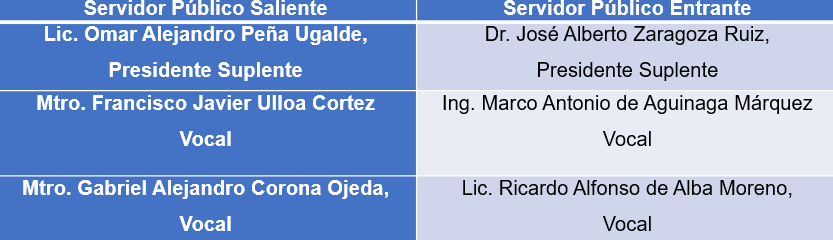 Servidor Público Saliente
Servidor Público Entrante
Lic. Omar Alejandro Peña Ugalde,
Presidente Suplente
Dr. José Alberto Zaragoza Ruiz,
Presidente Suplente
Mtro. Francisco Javier Ulloa Cortez
Vocal
Ing. Marco Antonio de Aguinaga Márquez
Vocal
Mtro. Gabriel Alejandro Corona Ojeda,
Vocal
Lic. Ricardo Alfonso de Alba Moreno,
Vocal